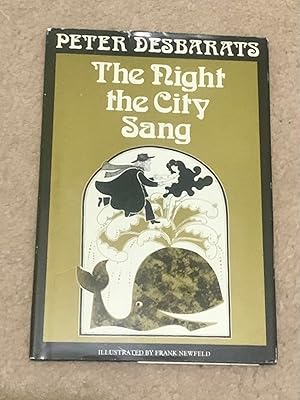 PETER DESBARATS
The Night
the City
Sang
ILLUSTRATED BY FRANK NEWFELD